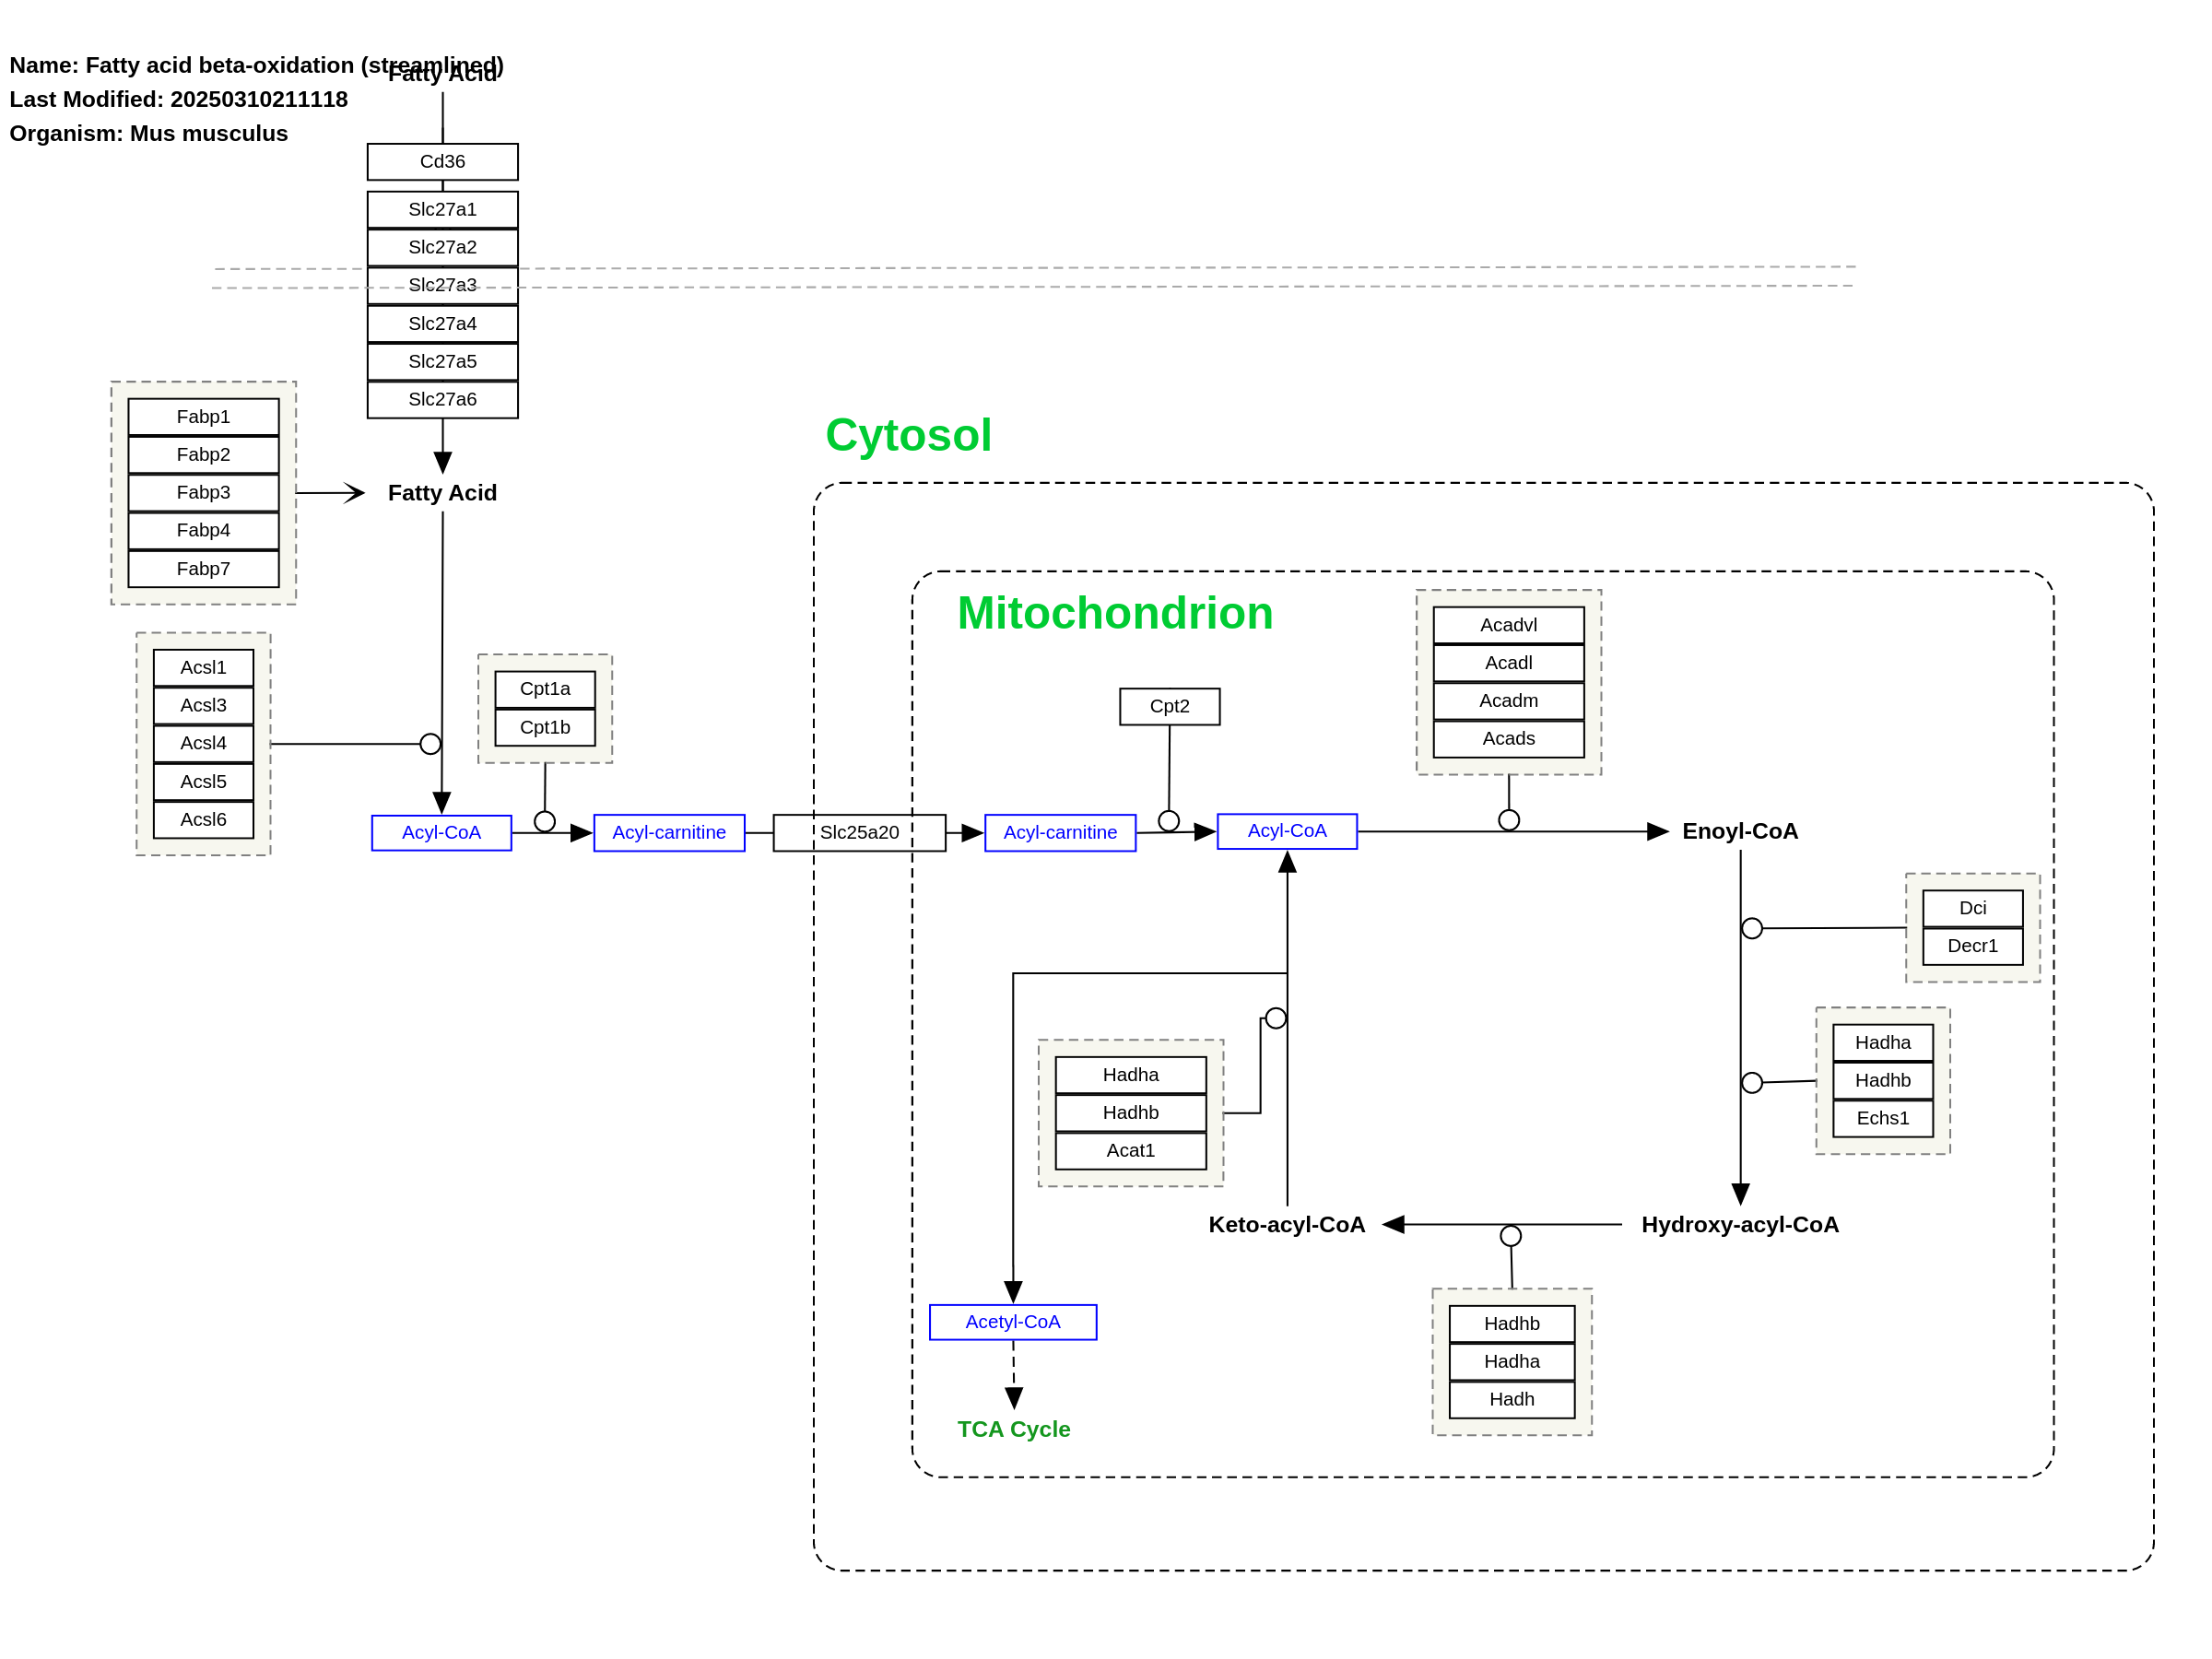 Name: Fatty acid beta-oxidation (streamlined)
Fatty Acid
Last Modified: 20250310211118
Organism: Mus musculus
Cd36
Slc27a1
Slc27a2
Slc27a3
Slc27a4
Slc27a5
Slc27a6
Fabp1
Fabp2
Fabp3
Fabp4
Fabp7
Fatty Acid
Cytosol
Mitochondrion
Acsl1
Acsl3
Acsl4
Acsl5
Acsl6
Cpt1a
Cpt1b
Cpt2
Acadvl
Acadl
Acadm
Acads
Acyl-CoA
Acyl-carnitine
Slc25a20
Acyl-carnitine
Acyl-CoA
Enoyl-CoA
Dci
Decr1
Hadha
Hadhb
Echs1
Hadha
Hadhb
Acat1
Keto-acyl-CoA
Hydroxy-acyl-CoA
Hadhb
Hadha
Hadh
Acetyl-CoA
TCA Cycle